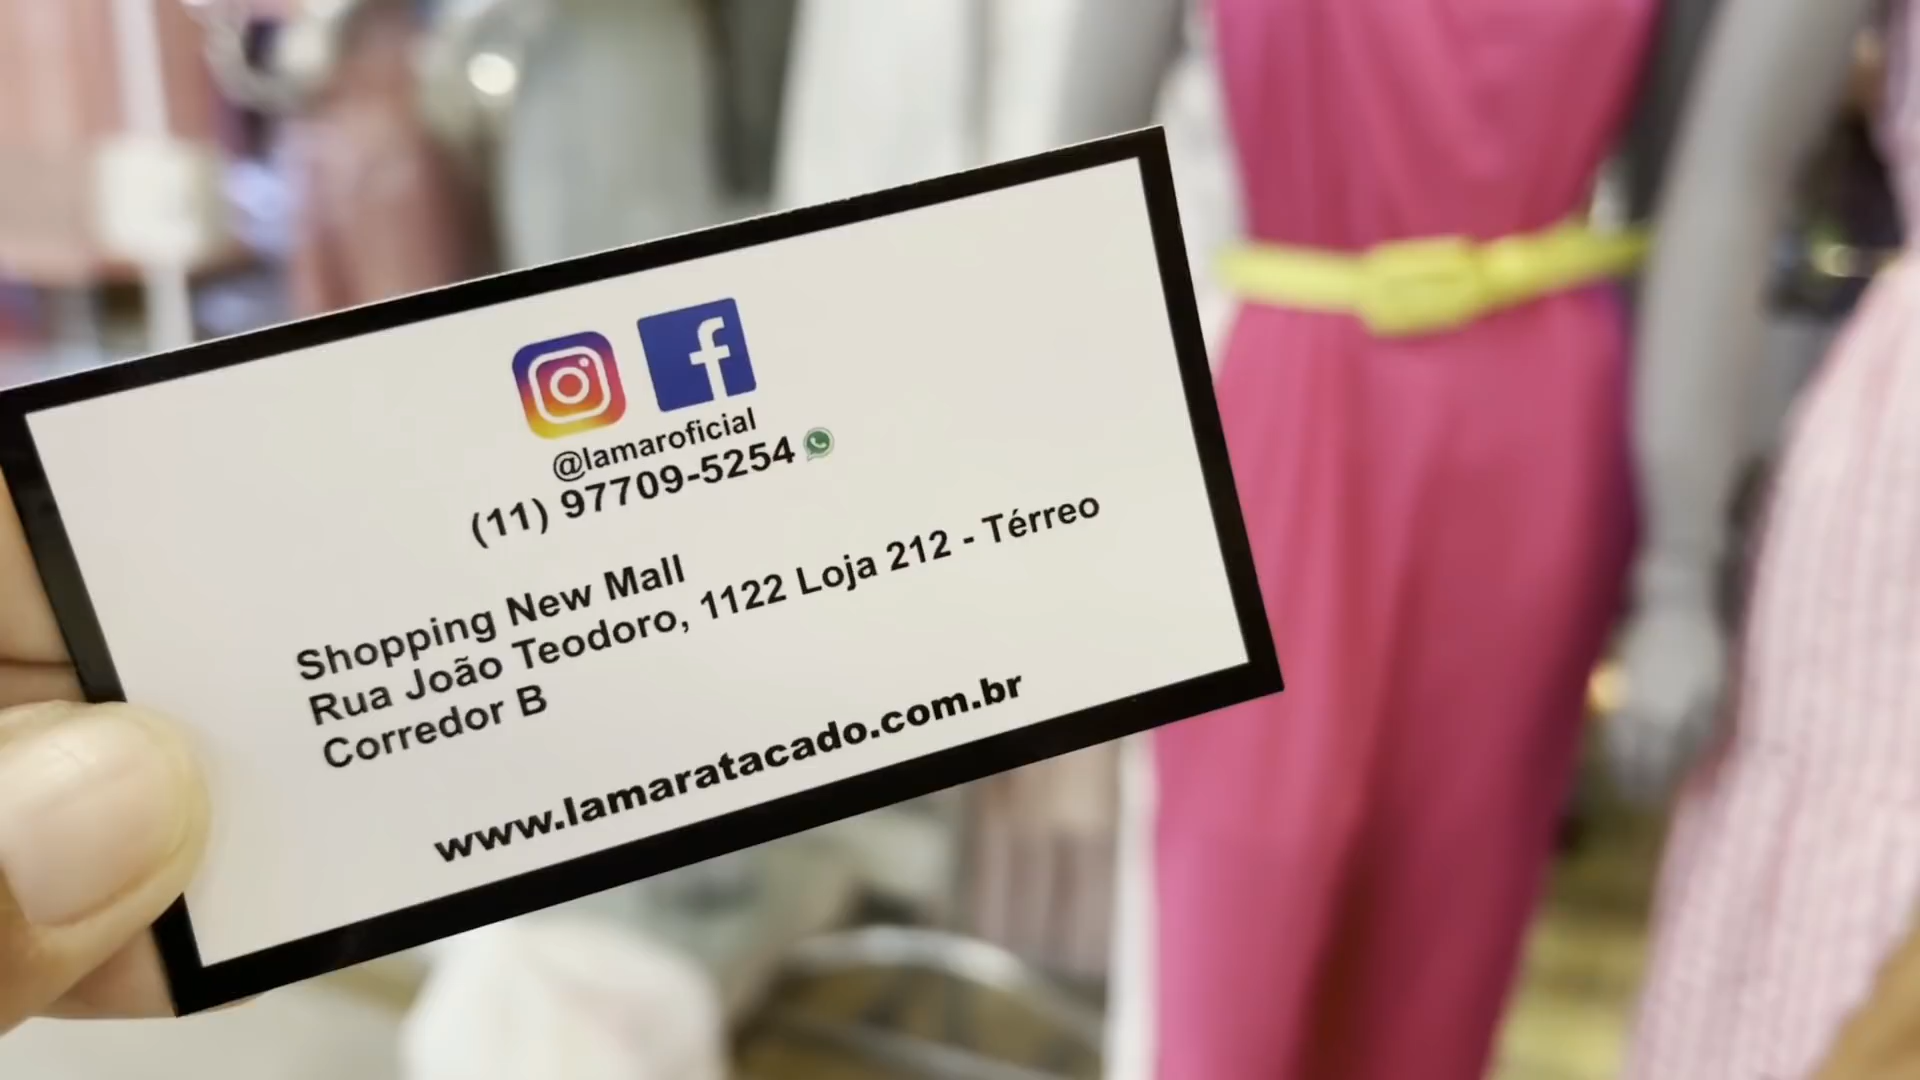 @lamaroficial
(11) 97709-5254
Shopping New Mall
Rua João Teodoro, 1122 Loja 212 - Térreo
Corredor B
www.lamaratacado.com.br